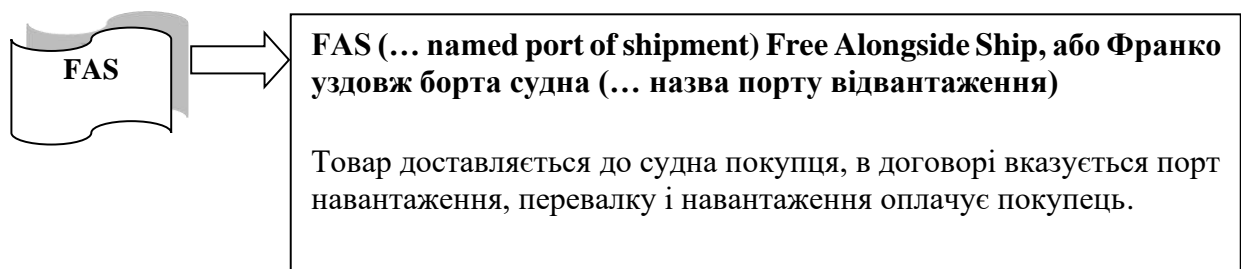 FAS
FAS (… named port of shipment) Free Alongside Ship, або Франко
уздовж борта судна (… назва порту відвантаження)
Товар доставляється до судна покупця, в договорі вказується порт
навантаження, перевалку і навантаження оплачує покупець.